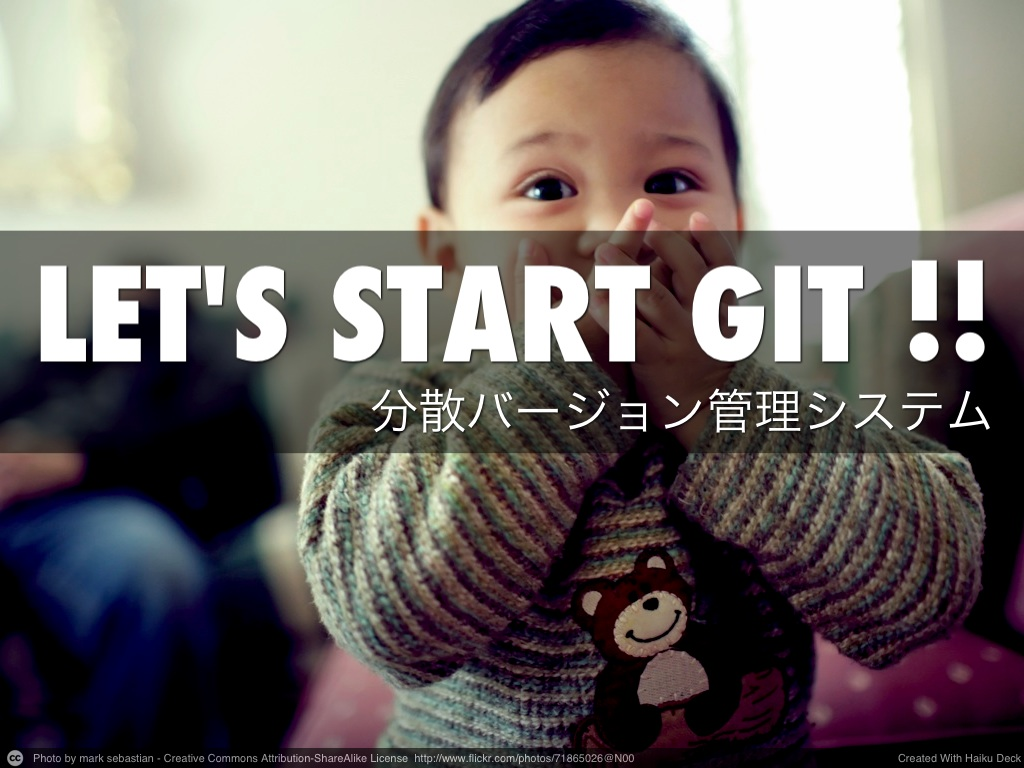 LET'S START GIT !!
分散バージョン管理システム
cc Photo by mark sebastian - Creative Commons Attribution-ShareAlike License http://www.flickr.com/photos/71865026@N00
Created With Haiku Deck